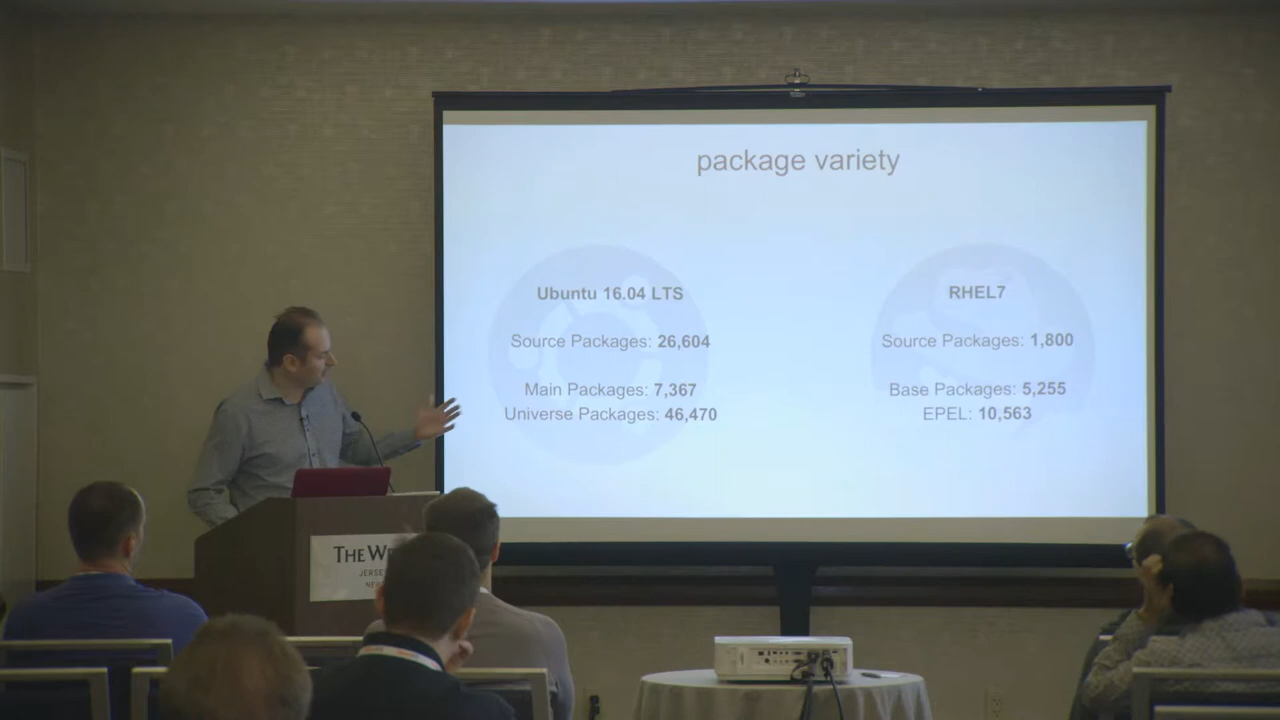 package variety
Ubuntu 16.04 LTS
Source Packages: 26,604
Main Packages: 7,367
Universe Packages: 46,470
RHEL7
Source Packages: 1,800
Base Packages: 5,255
EPEL: 10,563
THE